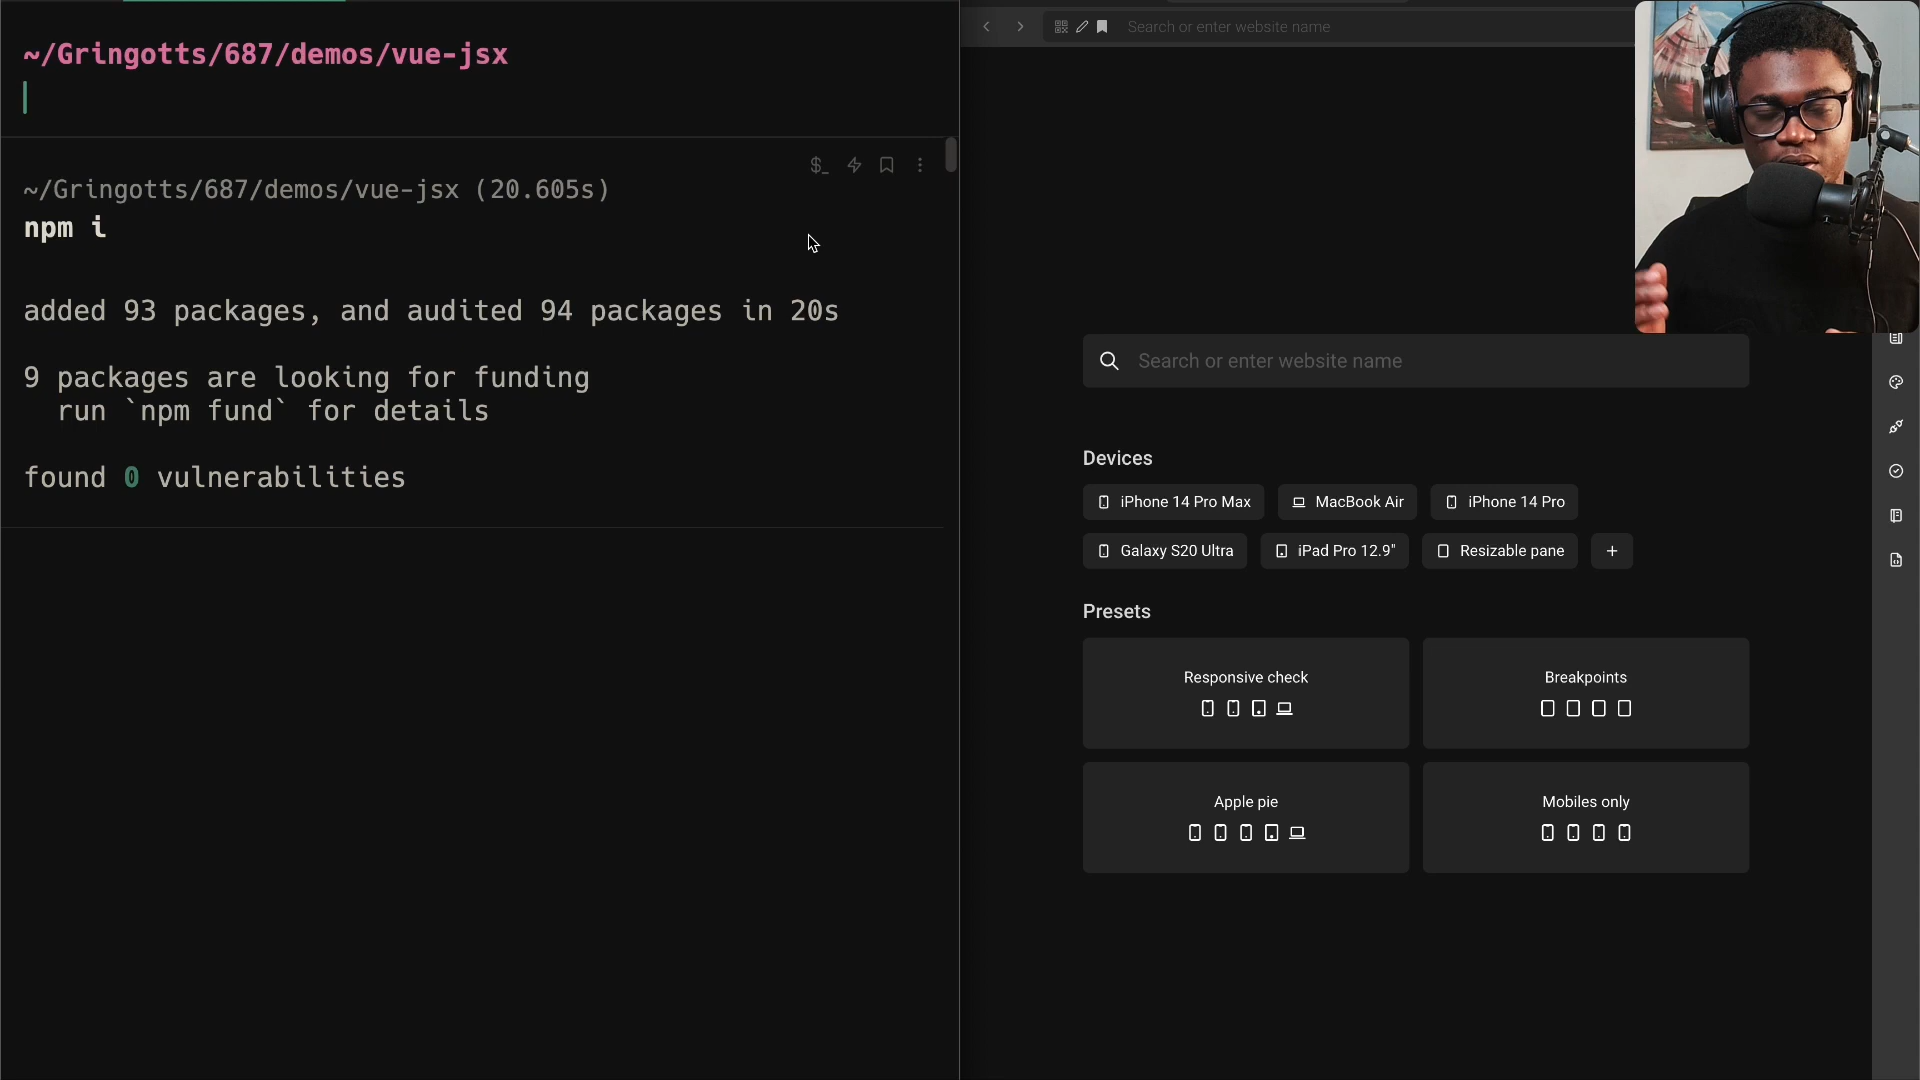 ~/Gringotts/687/demos/vue-jsx
$_
~/Gringotts/687/demos/vue-jsx (20.605s)
npm i
added 93 packages, and audited 94 packages in 20s
9 packages are looking for funding
run `npm fund` for details
found 0 vulnerabilities
Search or enter website name
Search or enter website name
Devices
iPhone 14 Pro Max
MacBook Air
iPhone 14 Pro
Galaxy S20 Ultra
iPad Pro 12.9"
Resizable pane
+
Presets
Responsive check
Breakpoints
Apple pie
Mobiles only